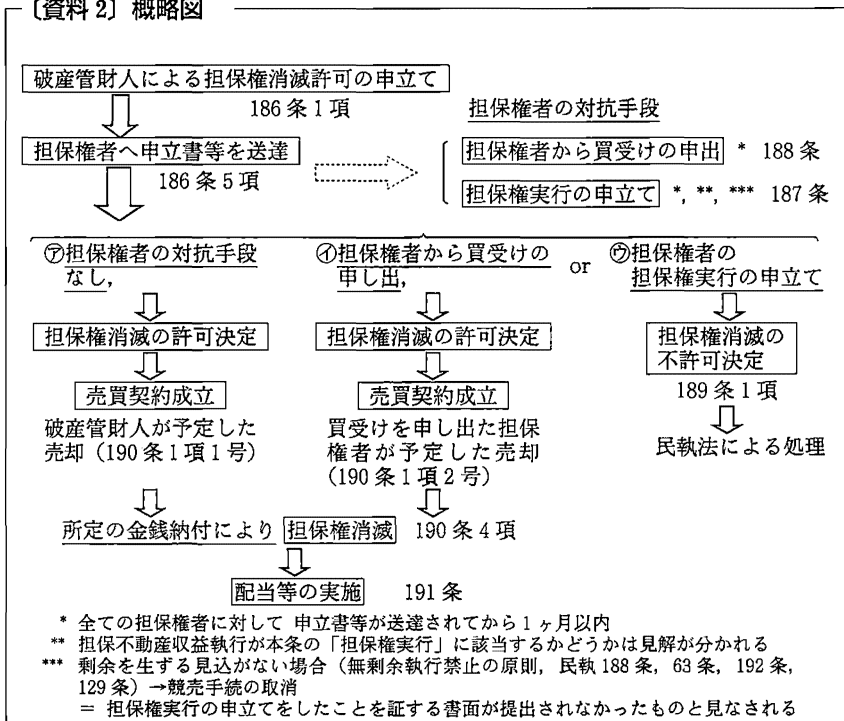 〔資料 2〕 概略図
破産管財人による担保権消滅許可の申立て
186 条 1 項
担保権者へ申立書等を送達
186 条 5 項
担保権者の対抗手段
担保権者から買受けの申出 * 188 条
担保権実行の申立て *, **, *** 187 条
㋐担保権者の対抗手段
なし,
担保権消滅の許可決定
売買契約成立
破産管財人が予定した
売却 (190 条 1 項 1 号)
㋑担保権者から買受けの
申し出,
担保権消滅の許可決定
売買契約成立
買受けを申し出た担保
権者が予定した売却
(190 条 1 項 2 号)
or
㋒担保権者の
担保権実行の申立て
担保権消滅の
不許可決定
189 条 1 項
民執法による処理
所定の金銭納付により 担保権消滅 190 条 4 項
配当等の実施 191 条
* 全ての担保権者に対して 申立書等が送達されてから 1 ヶ月以内
** 担保不動産収益執行が本条の「担保権実行」に該当するかどうかは見解が分かれる
*** 剰余を生ずる見込がない場合 (無剰余執行禁止の原則, 民執 188 条, 63 条, 192 条,
129 条) →競売手続の取消
= 担保権実行の申立てをしたことを証する書面が提出されなかったものと見なされる